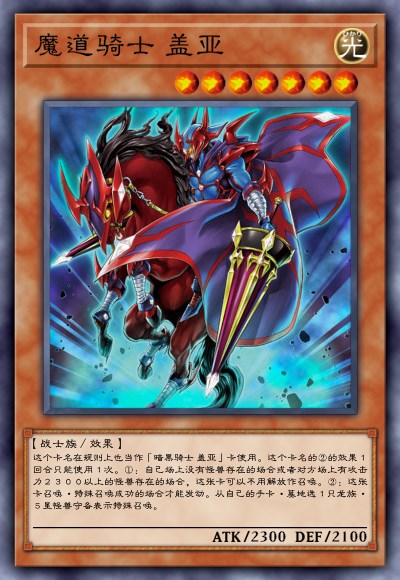 魔道骑士 盖亚
ひかり
光
【战士族/效果】
这个卡名在规则上也当作「暗黑骑士 盖亚」卡使用。这个卡名的②的效果1
回合只能使用1次。①：自己场上没有怪兽存在的场合或者对方场上有攻击
力2300以上的怪兽存在的场合，这张卡可以不用解放作召唤。②：这张
卡召唤·特殊召唤成功的场合才能发动。从自己的手卡·墓地选1只龙族·
5星怪兽守备表示特殊召唤。
ATK/2300 DEF/2100